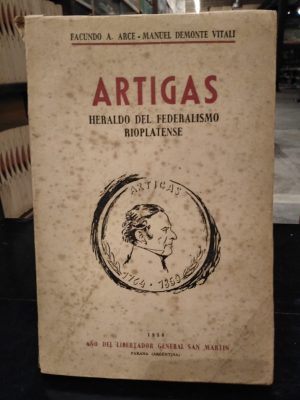 FACUNDO A. ARCE - MANUEL DEMONTE VITALI
ARTIGAS
HERALDO DEL FEDERALISMO
RIOPLATENSE
ARTIGAS
1764 - 1850
1950
AÑO DEL LIBERTADOR GENERAL SAN MARTIN
PARANA (ARGENTINA)